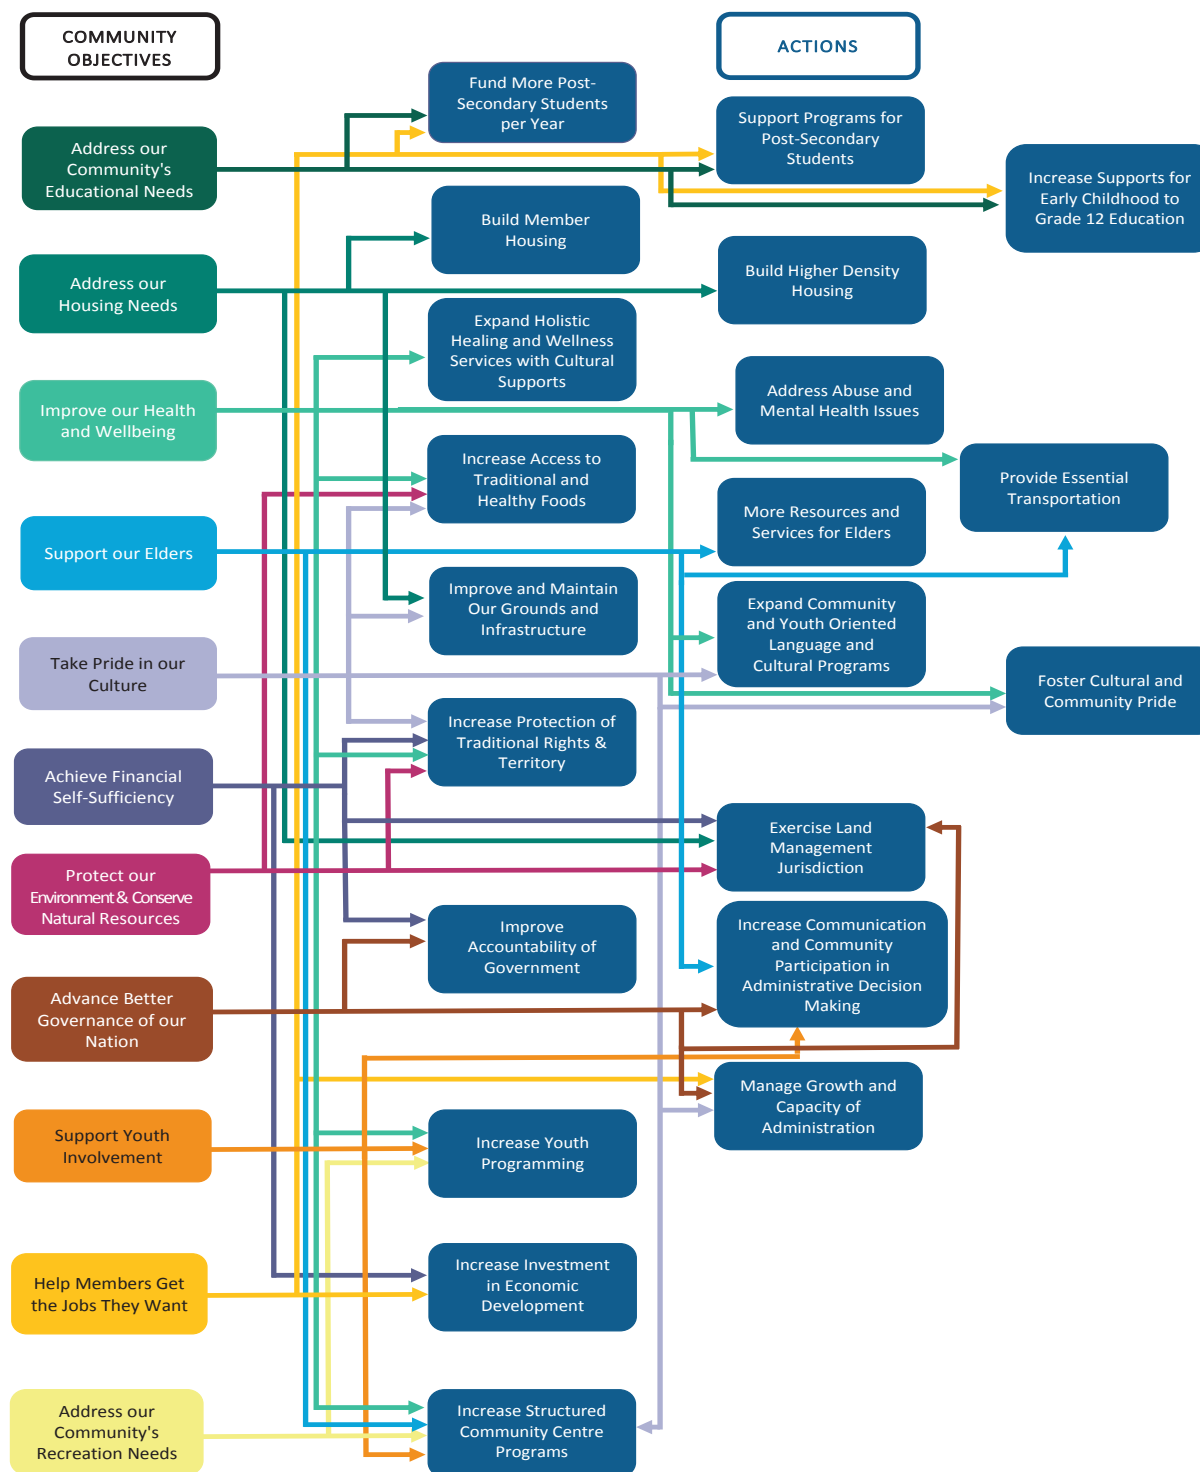 COMMUNITY
OBJECTIVES
ACTIONS
Address our
Community's
Educational Needs
Address our
Housing Needs
Improve our Health
and Wellbeing
Support our Elders
Take Pride in our
Culture
Achieve Financial
Self-Sufficiency
Protect our
Environment & Conserve
Natural Resources
Advance Better
Governance of our
Nation
Support Youth
Involvement
Help Members Get
the Jobs They Want
Address our
Community's
Recreation Needs
Fund More Post-
Secondary Students
per Year
Build Member
Housing
Expand Holistic
Healing and Wellness
Services with Cultural
Supports
Increase Access to
Traditional and
Healthy Foods
Improve and Maintain
Our Grounds and
Infrastructure
Increase Protection of
Traditional Rights &
Territory
Improve
Accountability of
Government
Increase Youth
Programming
Increase Investment
in Economic
Development
Increase Structured
Community Centre
Programs
Support Programs for
Post-Secondary
Students
Build Higher Density
Housing
Address Abuse and
Mental Health Issues
More Resources and
Services for Elders
Expand Community
and Youth Oriented
Language and
Cultural Programs
Exercise Land
Management
Jurisdiction
Increase Communication
and Community
Participation in
Administrative Decision
Making
Manage Growth and
Capacity of
Administration
Increase Supports for
Early Childhood to
Grade 12 Education
Provide Essential
Transportation
Foster Cultural and
Community Pride